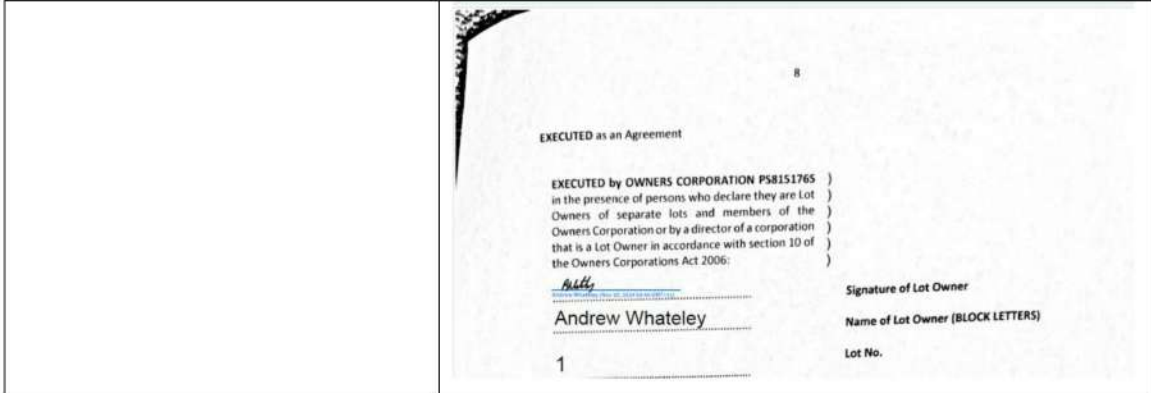 8
EXECUTED as an Agreement
EXECUTED by OWNERS CORPORATION PS815176S )
in the presence of persons who declare they are Lot )
Owners of separate lots and members of the )
Owners Corporation or by a director of a corporation )
that is a Lot Owner in accordance with section 10 of )
the Owners Corporations Act 2006: )
Signature of Lot Owner
Andrew Whateley
Name of Lot Owner (BLOCK LETTERS)
1
Lot No.